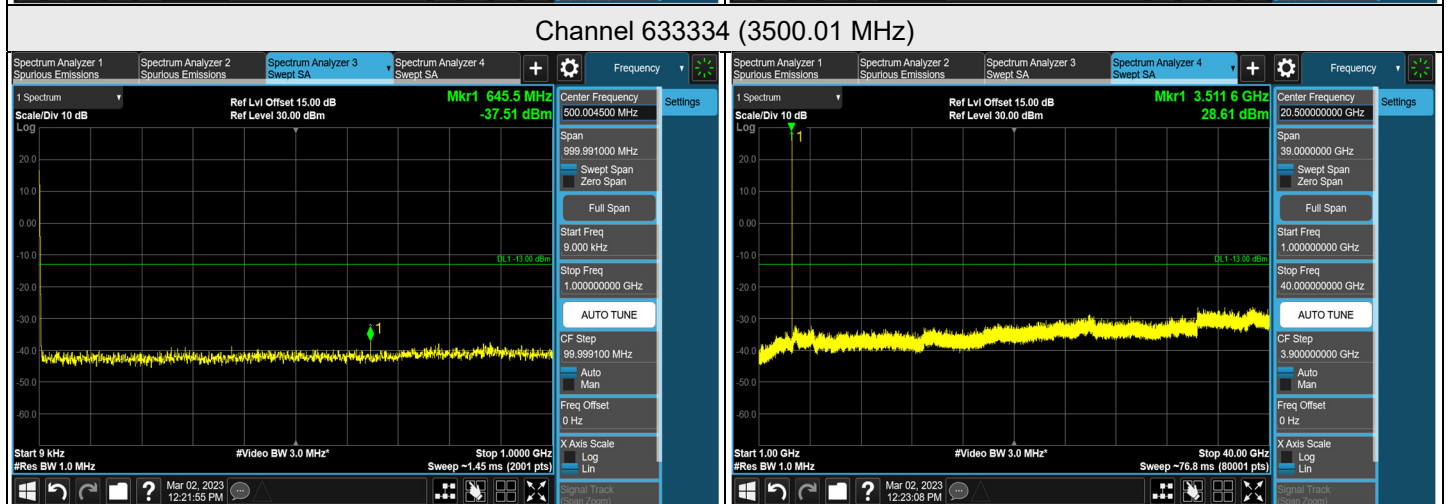 Channel 633334 (3500.01 MHz)
Spectrum Analyzer 1
Spurious Emissions
Spectrum Analyzer 2
Spurious Emissions
Spectrum Analyzer 3
Swept SA
Spectrum Analyzer 4
Swept SA
+
Frequency
1 Spectrum
Scale/Div 10 dB
Log
Ref Lvl Offset 15.00 dB
Ref Level 30.00 dBm
Mkr1 645.5 MHz
-37.51 dBm
20.0
10.0
0.00
-10.0
-20.0
-30.0
-40.0
-50.0
-60.0
DL1 -13.00 dBm
1
Start 9 kHz
#Res BW 1.0 MHz
#Video BW 3.0 MHz*
Stop 1.0000 GHz
Sweep ~1.45 ms (2001 pts)
Center Frequency
500.004500 MHz
Settings
Span
999.991000 MHz
Swept Span
Zero Span
Full Span
Start Freq
9.000 kHz
Stop Freq
1.000000000 GHz
AUTO TUNE
CF Step
99.999100 MHz
Auto
Man
Freq Offset
0 Hz
X Axis Scale
Log
Lin
Signal Track
(Span Zoom)
?
Mar 02, 2023
12:21:55 PM
Spectrum Analyzer 1
Spurious Emissions
Spectrum Analyzer 2
Spurious Emissions
Spectrum Analyzer 3
Swept SA
Spectrum Analyzer 4
Swept SA
+
Frequency
1 Spectrum
Scale/Div 10 dB
Log
Ref Lvl Offset 15.00 dB
Ref Level 30.00 dBm
Mkr1 3.511 6 GHz
28.61 dBm
1
20.0
10.0
0.00
-10.0
-20.0
-30.0
-40.0
-50.0
-60.0
DL1 -13.00 dBm
Start 1.00 GHz
#Res BW 1.0 MHz
#Video BW 3.0 MHz*
Stop 40.00 GHz
Sweep ~76.8 ms (80001 pts)
Center Frequency
20.500000000 GHz
Settings
Span
39.0000000 GHz
Swept Span
Zero Span
Full Span
Start Freq
1.000000000 GHz
Stop Freq
40.000000000 GHz
AUTO TUNE
CF Step
3.900000000 GHz
Auto
Man
Freq Offset
0 Hz
X Axis Scale
Log
Lin
Signal Track
(Span Zoom)
?
Mar 02, 2023
12:23:08 PM